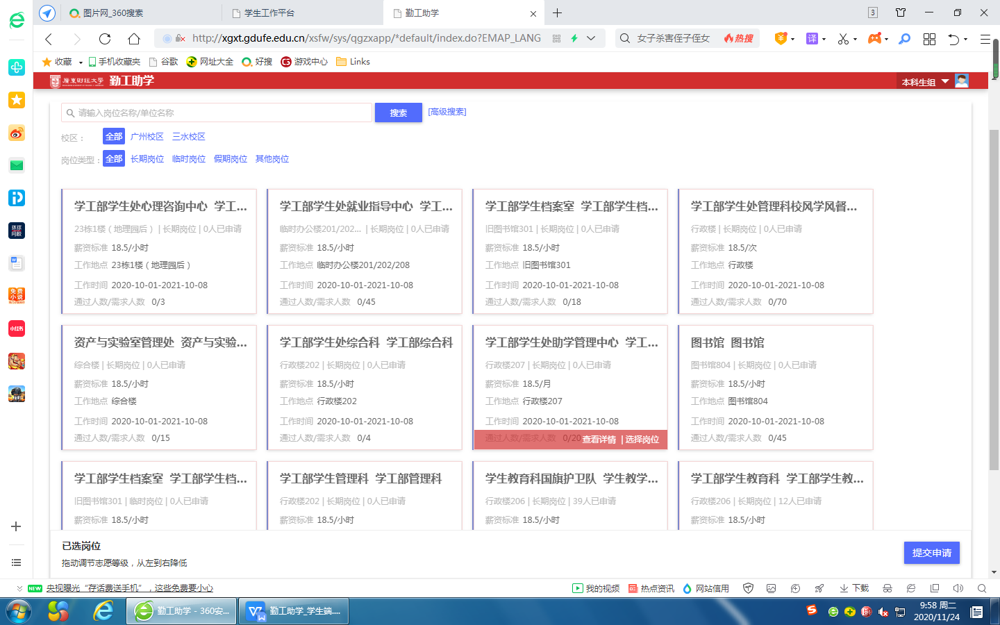 图片网_360搜索
学生工作平台
勤工助学
3
http://xgxt.gdufe.edu.cn/xsfw/sys/qgzxapp/*default/index.do?EMAP_LANG
女子杀害侄子侄女
热搜
译
收藏
手机收藏夹
谷歌
网址大全
好搜
游戏中心
Links
勤工助学
本科生组
请输入岗位名称/单位名称
搜索
[高级搜索]
校区：
全部 广州校区 三水校区
岗位类型：
全部 长期岗位 临时岗位 假期岗位 其他岗位
学工部学生处心理咨询中心 学工...
23栋1楼（地理园后） | 长期岗位 | 0人已申请
薪资标准 18.5/小时
工作地点 23栋1楼（地理园后）
工作时间 2020-10-01-2021-10-08
通过人数/需求人数 0/3
学工部学生处就业指导中心 学工...
临时办公楼201/202... | 长期岗位 | 0人已申请
薪资标准 18.5/小时
工作地点 临时办公楼201/202/208
工作时间 2020-10-01-2021-10-08
通过人数/需求人数 0/45
学工部学生档案室 学工部学生档...
旧图书馆301 | 长期岗位 | 0人已申请
薪资标准 18.5/小时
工作地点 旧图书馆301
工作时间 2020-10-01-2021-10-08
通过人数/需求人数 0/18
学工部学生处管理科校风学风督...
行政楼 | 长期岗位 | 0人已申请
薪资标准 18.5/次
工作地点 行政楼
工作时间 2020-10-01-2021-10-08
通过人数/需求人数 0/70
资产与实验室管理处 资产与实验...
综合楼 | 长期岗位 | 0人已申请
薪资标准 18.5/小时
工作地点 综合楼
工作时间 2020-10-01-2021-10-08
通过人数/需求人数 0/15
学工部学生处综合科 学工部综合科
行政楼202 | 长期岗位 | 0人已申请
薪资标准 18.5/小时
工作地点 行政楼202
工作时间 2020-10-01-2021-10-08
通过人数/需求人数 0/4
学工部学生处助学管理中心 学工...
行政楼207 | 长期岗位 | 0人已申请
薪资标准 18.5/月
工作地点 行政楼207
工作时间 2020-10-01-2021-10-08
通过人数/需求人数 0/20
查看详情 | 选择岗位
图书馆 图书馆
图书馆804 | 长期岗位 | 0人已申请
薪资标准 18.5/小时
工作地点 图书馆804
工作时间 2020-10-01-2021-10-08
通过人数/需求人数 0/45
学工部学生档案室 学工部学生档...
旧图书馆301 | 临时岗位 | 0人已申请
薪资标准 18.5/小时
学工部学生管理科 学工部管理科
行政楼202 | 长期岗位 | 0人已申请
薪资标准 18.5/小时
学生教育科国旗护卫队 学生教学...
行政楼206 | 长期岗位 | 39人已申请
薪资标准 18.5/小时
学工部学生教育科 学工部学生教...
行政楼206 | 长期岗位 | 12人已申请
薪资标准 18.5/小时
已选岗位
拖动调节志愿等级，从左到右降低
提交申请
NEW
央视曝光“存话费送手机”，这些免费要小心
我的视频
热点资讯
网站信用
下载
勤工助学 - 360安...
勤工助学_学生端....
9:58 周二
2020/11/24